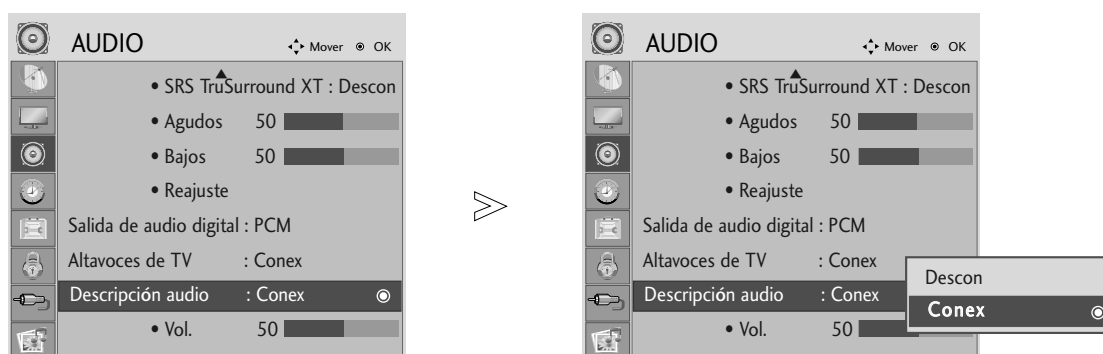 AUDIO Mover OK
• SRS TruSurround XT : Descon
• Agudos 50
• Bajos 50
• Reajuste
Salida de audio digital : PCM
Altavoces de TV : Conex
Descripción audio : Conex
• Vol. 50
>
AUDIO Mover OK
• SRS TruSurround XT : Descon
• Agudos 50
• Bajos 50
• Reajuste
Salida de audio digital : PCM
Altavoces de TV : Conex
Descripción audio : Conex
• Vol. 50
Descon
Conex